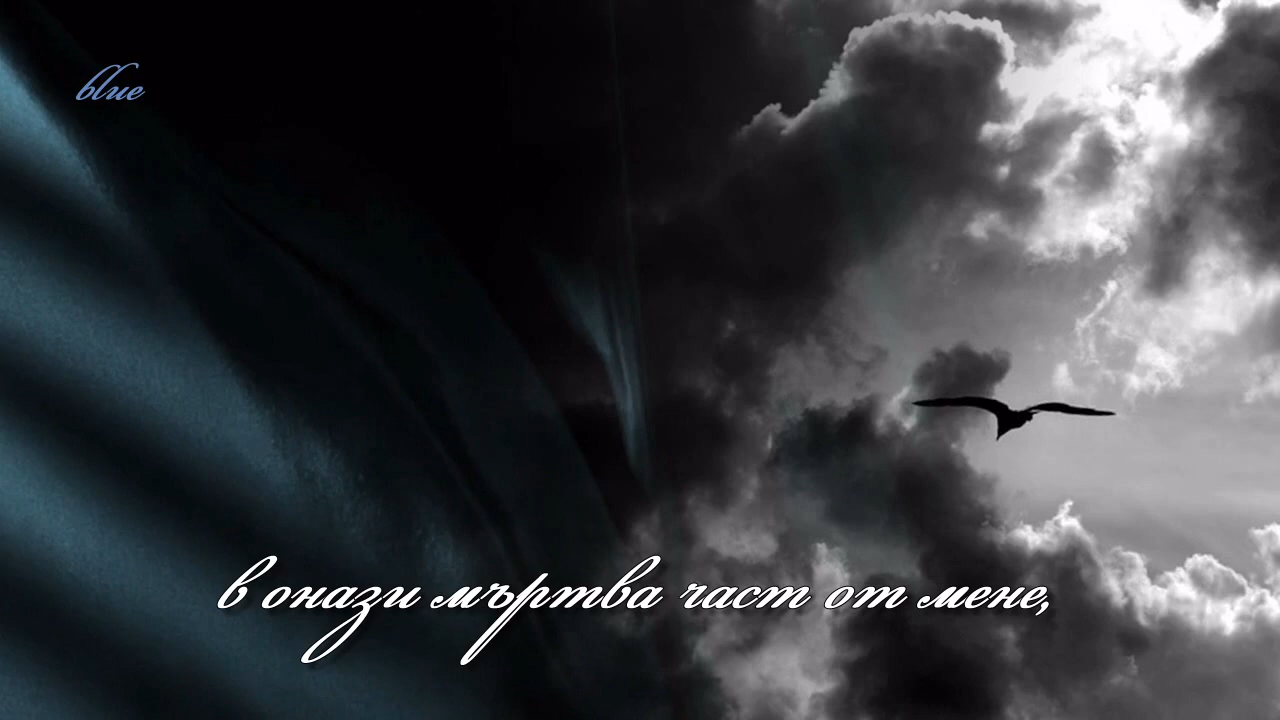 blue
в онази мъртва част от мене,